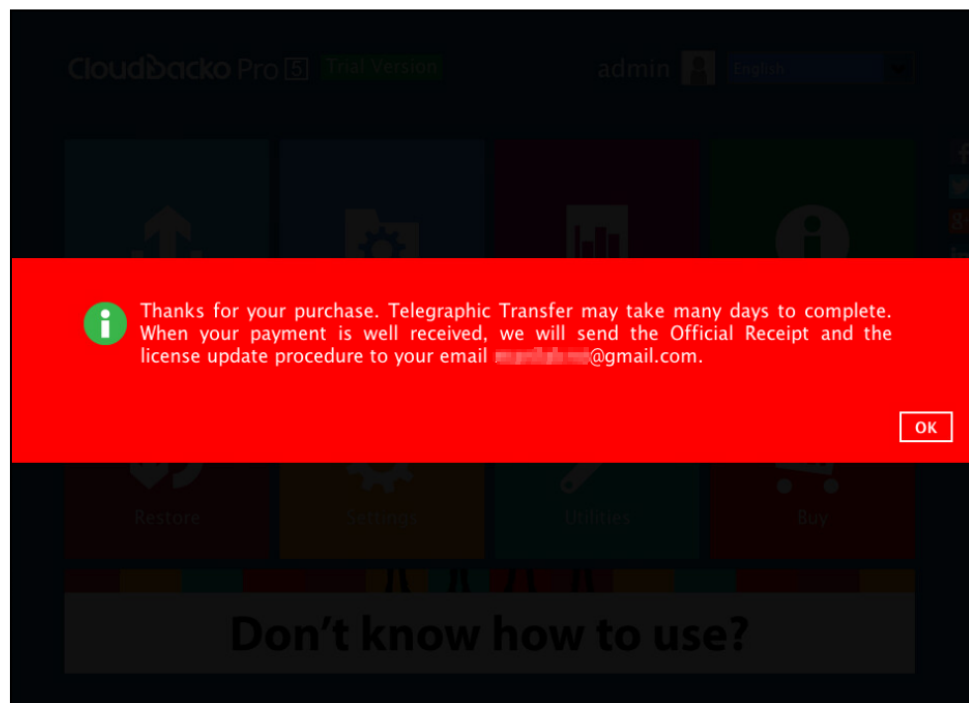 CloudBacko Pro 5 Trial Version
admin English
Thanks for your purchase. Telegraphic Transfer may take many days to complete.
When your payment is well received, we will send the Official Receipt and the
license update procedure to your email @gmail.com.
OK
Restore Settings Utilities Buy
Don't know how to use?